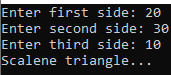 Enter first side: 20
Enter second side: 30
Enter third side: 10
Scalene triangle...